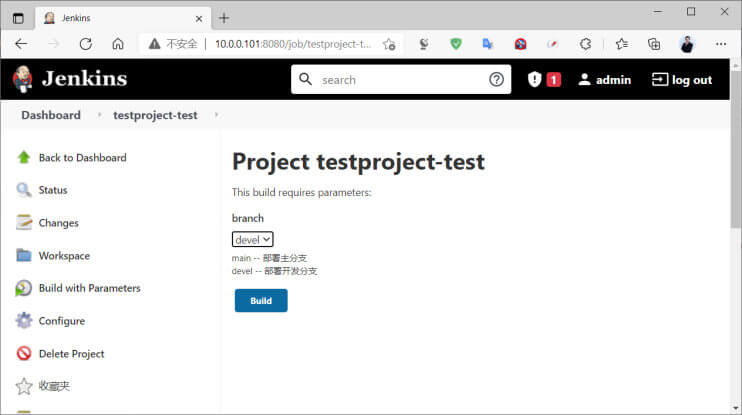 Jenkins
不安全
10.0.0.101:8080/job/testproject-t...
Jenkins
search
1
admin
log out
Dashboard
testproject-test
Back to Dashboard
Status
Changes
Workspace
Build with Parameters
Configure
Delete Project
收藏夹
Project testproject-test
This build requires parameters:
branch
devel
main -- 部署主分支
devel -- 部署开发分支
Build